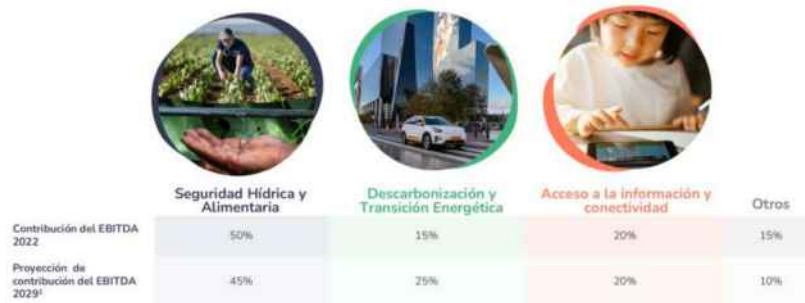 Seguridad Hídrica y
Alimentaria
Descarbonización y
Transición Energética
Acceso a la información y
conectividad
Otros
Contribución del EBITDA
2022
50%
15%
20%
15%
Proyección de
contribución del EBITDA
2029¹
45%
25%
20%
10%